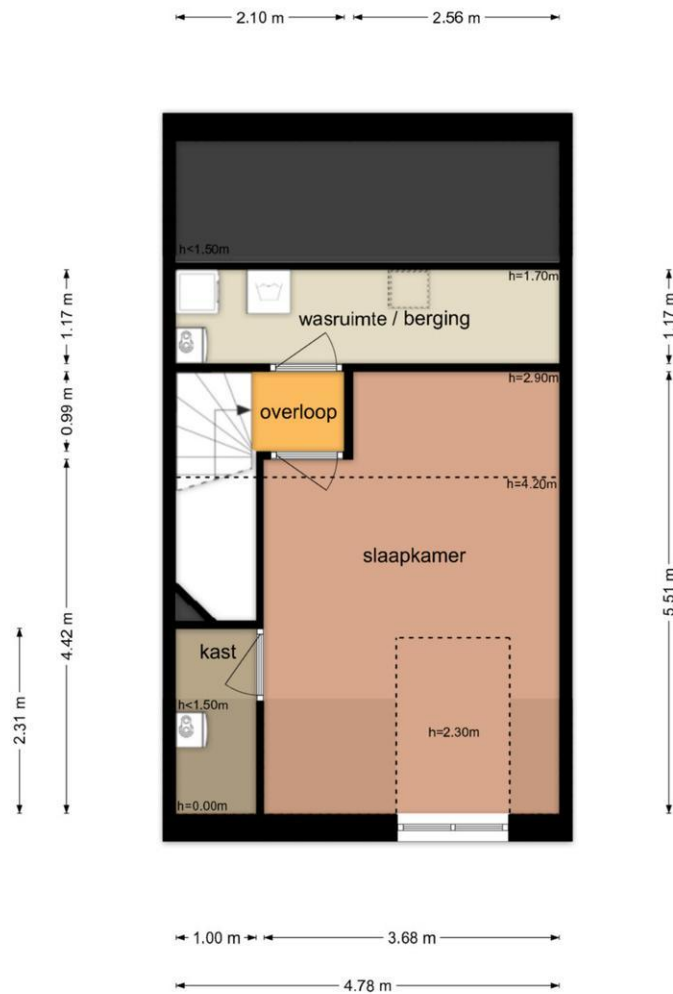 2.10 m
2.56 m
h<1.50m
h=1.70m
wasruimte / berging
1.17 m
1.17 m
h=2.90m
0.99 m
overloop
h=4.20m
slaapkamer
5.51 m
4.42 m
kast
2.31 m
h<1.50m
h=2.30m
h=0.00m
1.00 m
3.68 m
4.78 m